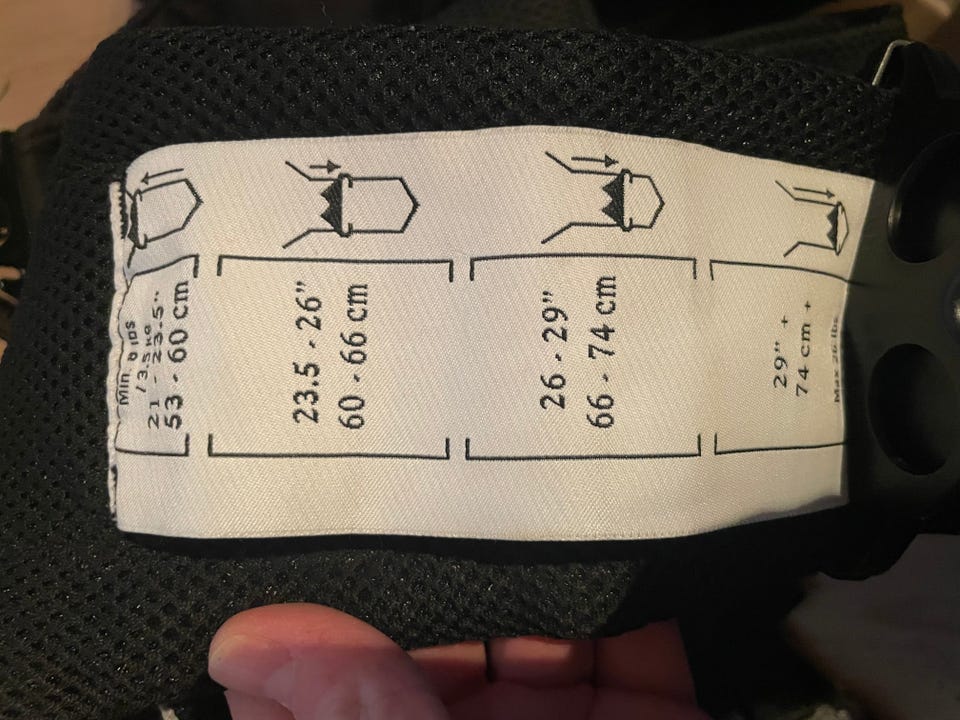 Min. 8 lbs
/ 3.5 kg
21 - 23.5"
53 - 60 cm
23.5 - 26"
60 - 66 cm
26 - 29"
66 - 74 cm
29" +
74 cm +
Max 26 lbs